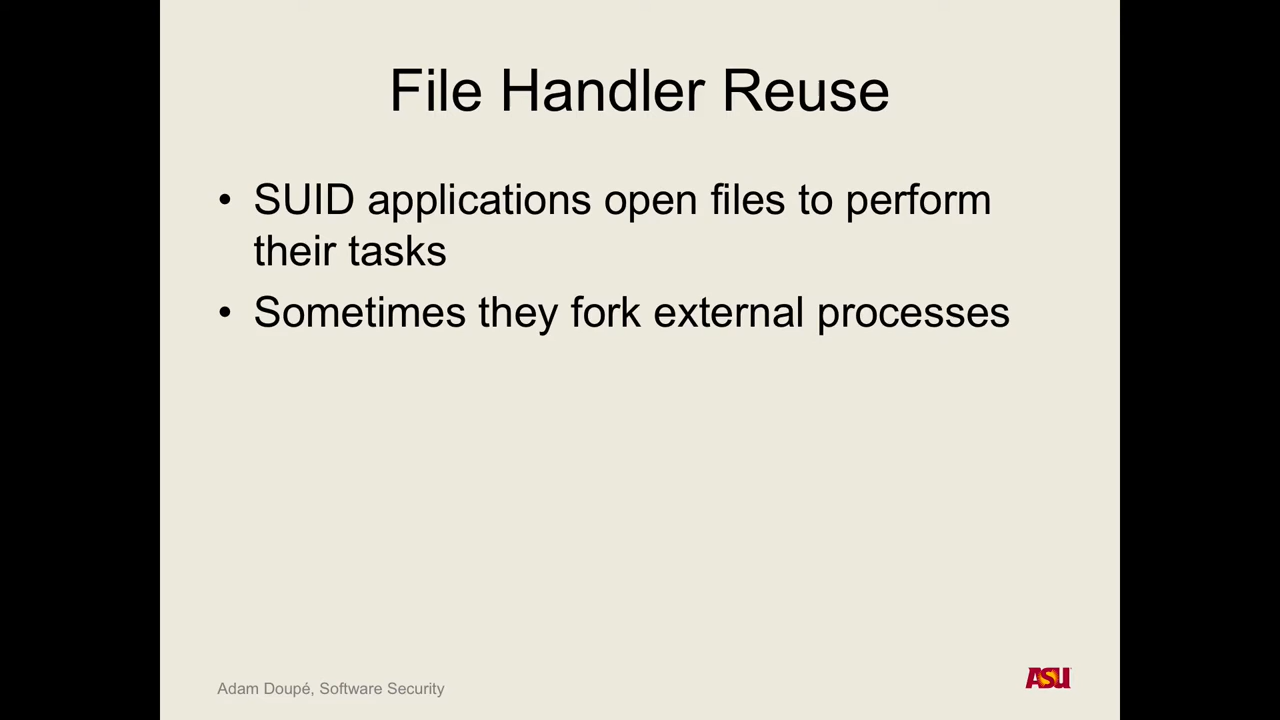 File Handler Reuse
• SUID applications open files to perform
their tasks
• Sometimes they fork external processes
Adam Doupé, Software Security
ASU